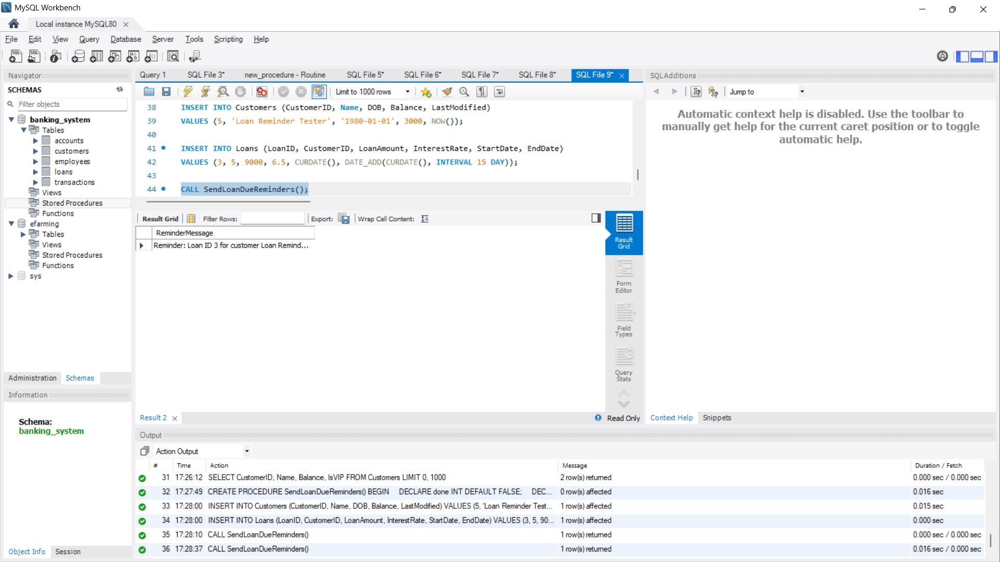 MySQL Workbench
Local instance MySQL80
File Edit View Query Database Server Tools Scripting Help
Navigator
SCHEMAS
Filter objects
banking_system
Tables
accounts
customers
employees
loans
transactions
Views
Stored Procedures
Functions
efarming
Tables
Views
Stored Procedures
Functions
sys
Administration Schemas
Information
Schema:
banking_system
Object Info Session
Query 1 SQL File 3* new_procedure - Routine SQL File 5* SQL File 6* SQL File 7* SQL File 8* SQL File 9*
Limit to 1000 rows
38 INSERT INTO Customers (CustomerID, Name, DOB, Balance, LastModified)
39 VALUES (5, 'Loan Reminder Tester', '1980-01-01', 3000, NOW());
40
41 INSERT INTO Loans (LoanID, CustomerID, LoanAmount, InterestRate, StartDate, EndDate)
42 VALUES (3, 5, 9000, 6.5, CURDATE(), DATE_ADD(CURDATE(), INTERVAL 15 DAY));
43
44 CALL SendLoanDueReminders();
Result Grid Filter Rows: Export: Wrap Cell Content:
ReminderMessage
Reminder: Loan ID 3 for customer Loan Remind...
Result
Grid
Form
Editor
Field
Types
Query
Stats
Result 2 Read Only
SQLAdditions
Jump to
Automatic context help is disabled. Use the toolbar to
manually get help for the current caret position or to toggle
automatic help.
Context Help Snippets
Output
Action Output
# Time Action Message Duration / Fetch
31 17:26:12 SELECT CustomerID, Name, Balance, IsVIP FROM Customers LIMIT 0, 1000 2 row(s) returned 0.000 sec / 0.000 sec
32 17:27:49 CREATE PROCEDURE SendLoanDueReminders() BEGIN DECLARE done INT DEFAULT FALSE; DEC... 0 row(s) affected 0.016 sec
33 17:28:00 INSERT INTO Customers (CustomerID, Name, DOB, Balance, LastModified) VALUES (5, 'Loan Reminder Test... 1 row(s) affected 0.015 sec
34 17:28:00 INSERT INTO Loans (LoanID, CustomerID, LoanAmount, InterestRate, StartDate, EndDate) VALUES (3, 5, 90... 1 row(s) affected 0.000 sec
35 17:28:10 CALL SendLoanDueReminders() 1 row(s) returned 0.000 sec / 0.000 sec
36 17:28:37 CALL SendLoanDueReminders() 1 row(s) returned 0.016 sec / 0.000 sec